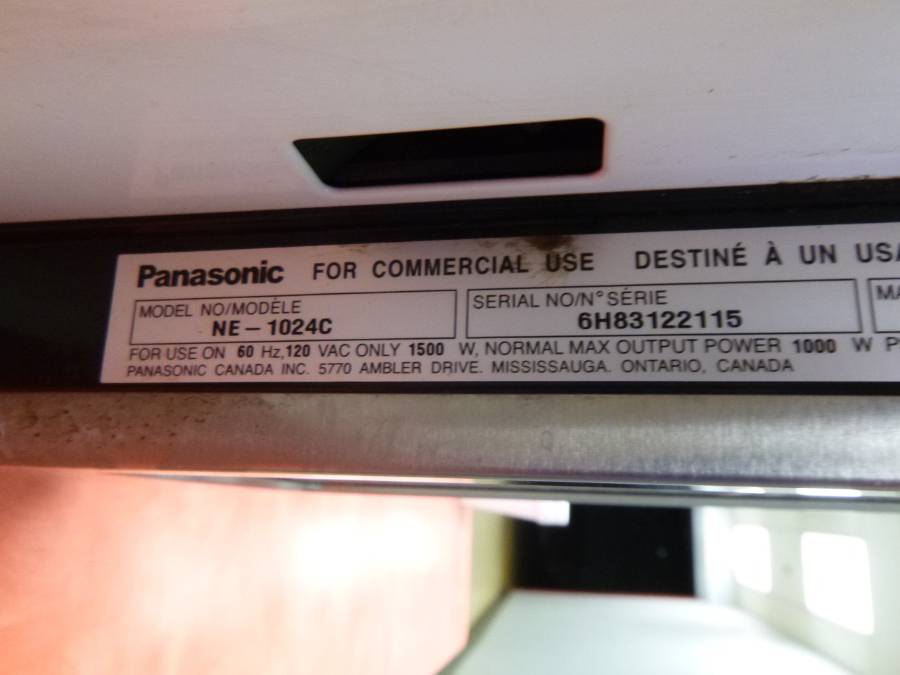 Panasonic FOR COMMERCIAL USE DESTINÉ À UN
MODEL NO/MODÈLE
NE-1024C
SERIAL NO/N° SÉRIE
6H83122115
FOR USE ON 60 Hz,120 VAC ONLY 1500 W, NORMAL MAX OUTPUT POWER 1000 W
PANASONIC CANADA INC. 5770 AMBLER DRIVE. MISSISSAUGA. ONTARIO, CANADA